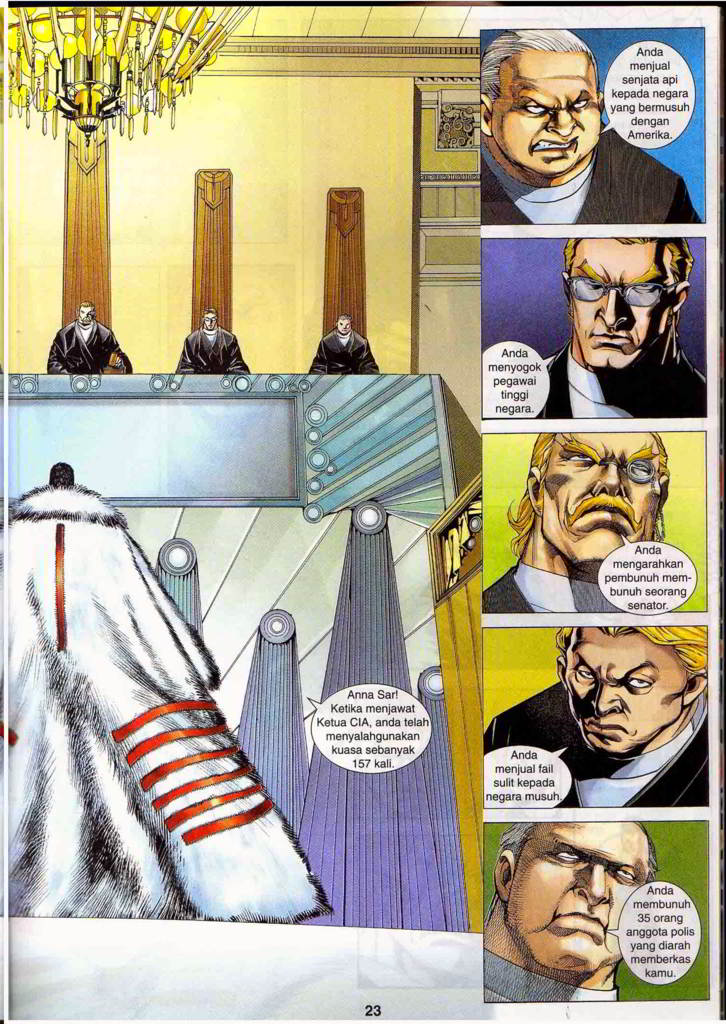 Anna Sar!
Ketika menjawat
Ketua CIA, anda telah
menyalahgunakan
kuasa sebanyak
157 kali.
Anda
menjual
senjata api
kepada negara
yang bermusuh
dengan
Amerika.
Anda
menyogok
pegawai
tinggi
negara.
Anda
mengarahkan
pembunuh mem-
bunuh seorang
senator.
Anda
menjual fail
sulit kepada
negara musuh.
Anda
membunuh
35 orang
anggota polis
yang diarah
memberkas
kamu.
23